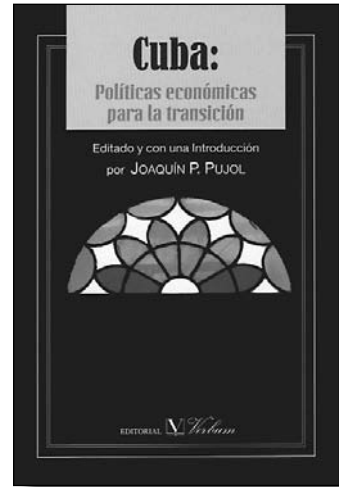 Cuba:
Políticas económicas
para la transición
Editado y con una Introducción
por JOAQUÍN P. PUJOL
EDITORIAL V Verbum